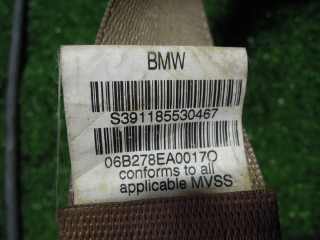 BMW
S391185530467
06B278EA0017O
conforms to all
applicable MVSS